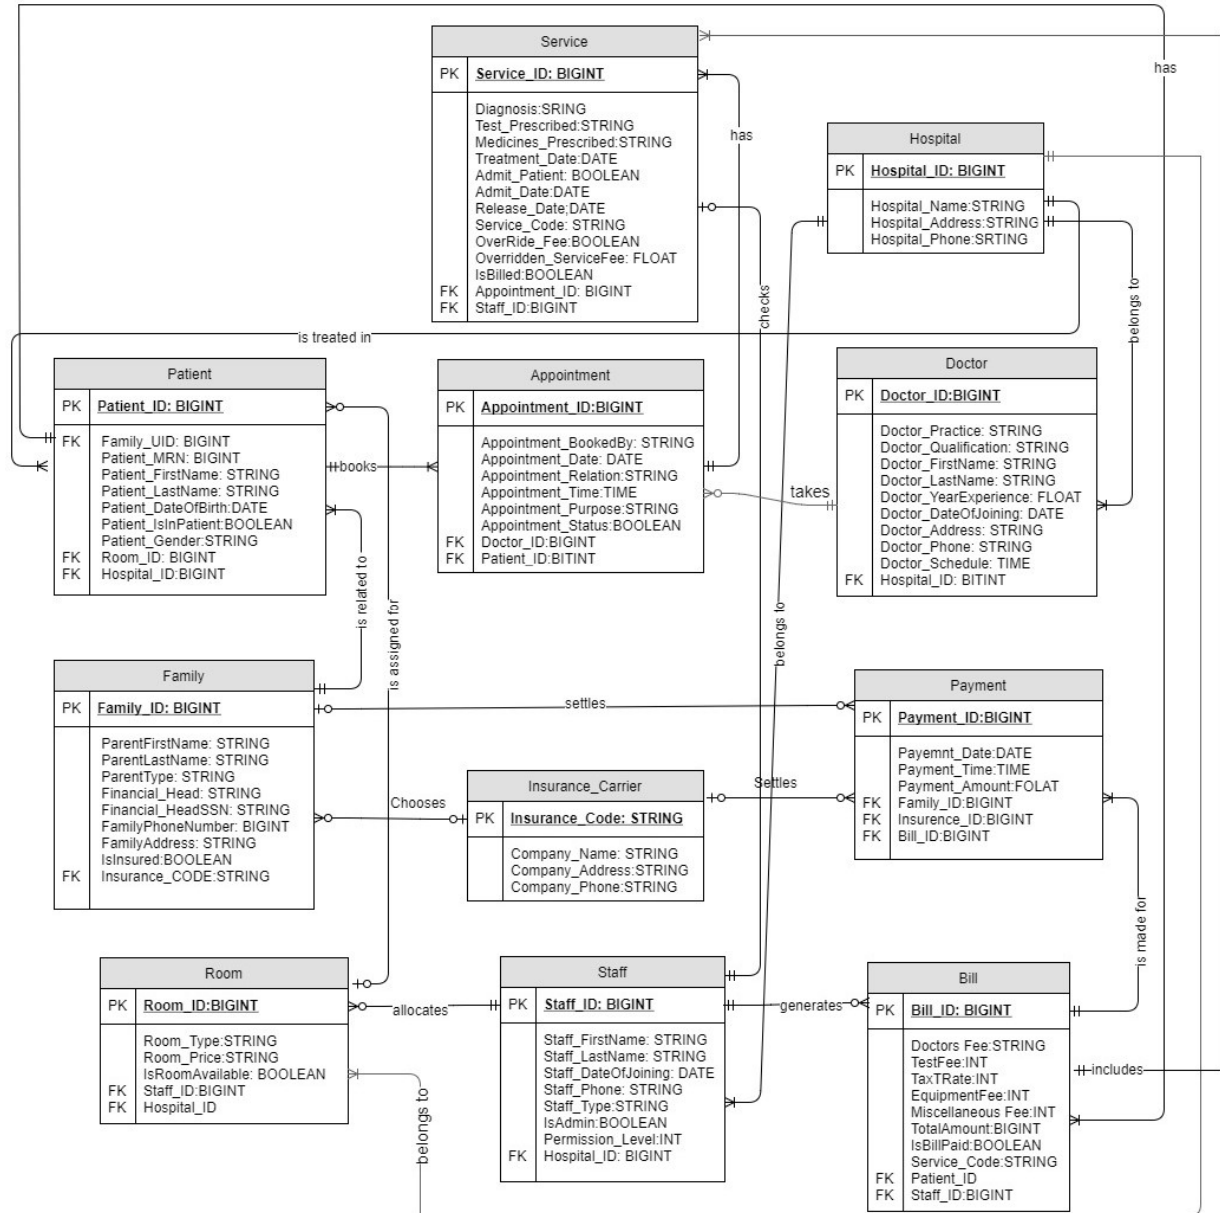 Service
PK Service_ID: BIGINT
Diagnosis:SRING
Test_Prescribed:STRING
Medicines_Prescribed:STRING
Treatment_Date:DATE
Admit_Patient: BOOLEAN
Admit_Date:DATE
Release_Date;DATE
Service_Code: STRING
OverRide_Fee:BOOLEAN
Overridden_ServiceFee: FLOAT
IsBilled:BOOLEAN
FK Appointment_ID: BIGINT
FK Staff_ID:BIGINT
has
has
checks
Hospital
PK Hospital_ID: BIGINT
Hospital_Name:STRING
Hospital_Address:STRING
Hospital_Phone:SRTING
belongs to
is treated in
Patient
PK Patient_ID: BIGINT
FK Family_UID: BIGINT
Patient_MRN: BIGINT
Patient_FirstName: STRING
Patient_LastName: STRING
Patient_DateOfBirth:DATE
Patient_IsInPatient:BOOLEAN
Patient_Gender:STRING
FK Room_ID: BIGINT
FK Hospital_ID:BIGINT
books
Appointment
PK Appointment_ID:BIGINT
Appointment_BookedBy: STRING
Appointment_Date: DATE
Appointment_Relation:STRING
Appointment_Time:TIME
Appointment_Purpose:STRING
Appointment_Status:BOOLEAN
FK Doctor_ID:BIGINT
FK Patient_ID:BITINT
takes
Doctor
PK Doctor_ID:BIGINT
Doctor_Practice: STRING
Doctor_Qualification: STRING
Doctor_FirstName: STRING
Doctor_LastName: STRING
Doctor_YearExperience: FLOAT
Doctor_DateOfJoining: DATE
Doctor_Address: STRING
Doctor_Phone: STRING
Doctor_Schedule: TIME
FK Hospital_ID: BITINT
is related to
is assigned for
belongs to
Family
PK Family_ID: BIGINT
ParentFirstName: STRING
ParentLastName: STRING
ParentType: STRING
Financial_Head: STRING
Financial_HeadSSN: STRING
FamilyPhoneNumber: BIGINT
FamilyAddress: STRING
IsInsured:BOOLEAN
FK Insurance_CODE:STRING
settles
Chooses
Insurance_Carrier
PK Insurance_Code: STRING
Company_Name: STRING
Company_Address:STRING
Company_Phone:STRING
Settles
Payment
PK Payment_ID:BIGINT
Payemnt_Date:DATE
Payment_Time:TIME
Payment_Amount:FOLAT
FK Family_ID:BIGINT
FK Insurence_ID:BIGINT
FK Bill_ID:BIGINT
is made for
Room
PK Room_ID:BIGINT
Room_Type:STRING
Room_Price:STRING
IsRoomAvailable: BOOLEAN
FK Staff_ID:BIGINT
FK Hospital_ID
allocates
belongs to
Staff
PK Staff_ID: BIGINT
Staff_FirstName: STRING
Staff_LastName: STRING
Staff_DateOfJoining: DATE
Staff_Phone: STRING
Staff_Type:STRING
IsAdmin:BOOLEAN
Permission_Level:INT
FK Hospital_ID: BIGINT
generates
Bill
PK Bill_ID: BIGINT
Doctors Fee:STRING
TestFee:INT
TaxTRate:INT
EquipmentFee:INT
Miscellaneous Fee:INT
TotalAmount:BIGINT
IsBillPaid:BOOLEAN
Service_Code:STRING
FK Patient_ID
FK Staff_ID:BIGINT
includes